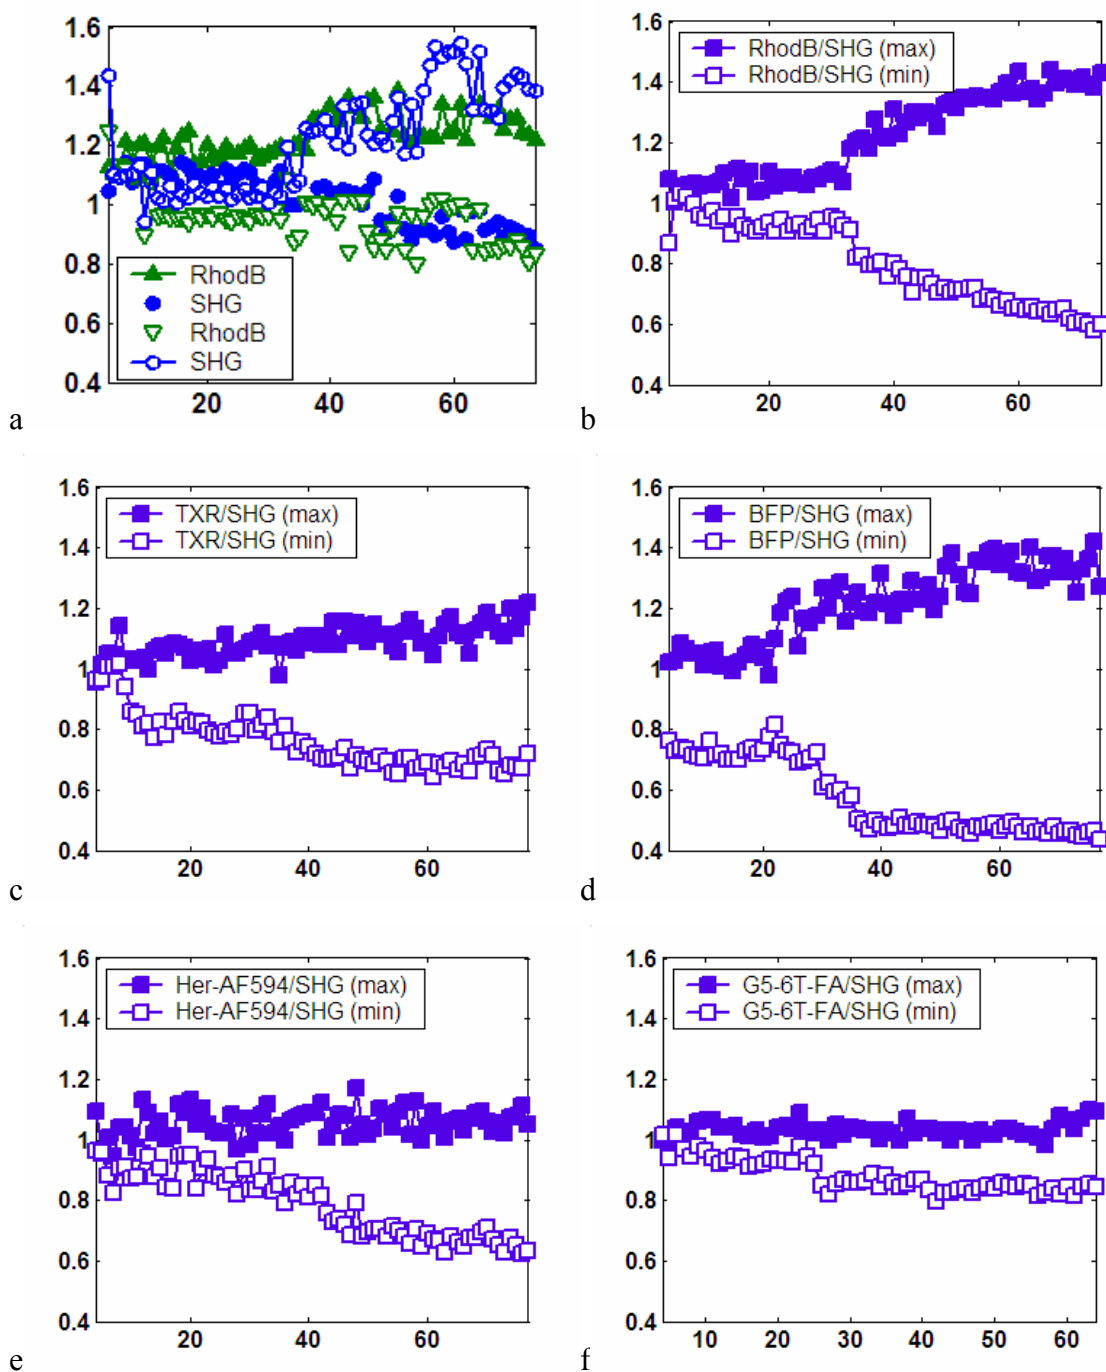 1.6
1.4
1.2
1
0.8
0.6
0.4
20 40 60
RhodB
SHG
RhodB
SHG
a
1.6
1.4
1.2
1
0.8
0.6
0.4
20 40 60
RhodB/SHG (max)
RhodB/SHG (min)
b
1.6
1.4
1.2
1
0.8
0.6
0.4
20 40 60
TXR/SHG (max)
TXR/SHG (min)
c
1.6
1.4
1.2
1
0.8
0.6
0.4
20 40 60
BFP/SHG (max)
BFP/SHG (min)
d
1.6
1.4
1.2
1
0.8
0.6
0.4
20 40 60
Her-AF594/SHG (max)
Her-AF594/SHG (min)
e
1.6
1.4
1.2
1
0.8
0.6
0.4
10 20 30 40 50 60
G5-6T-FA/SHG (max)
G5-6T-FA/SHG (min)
f